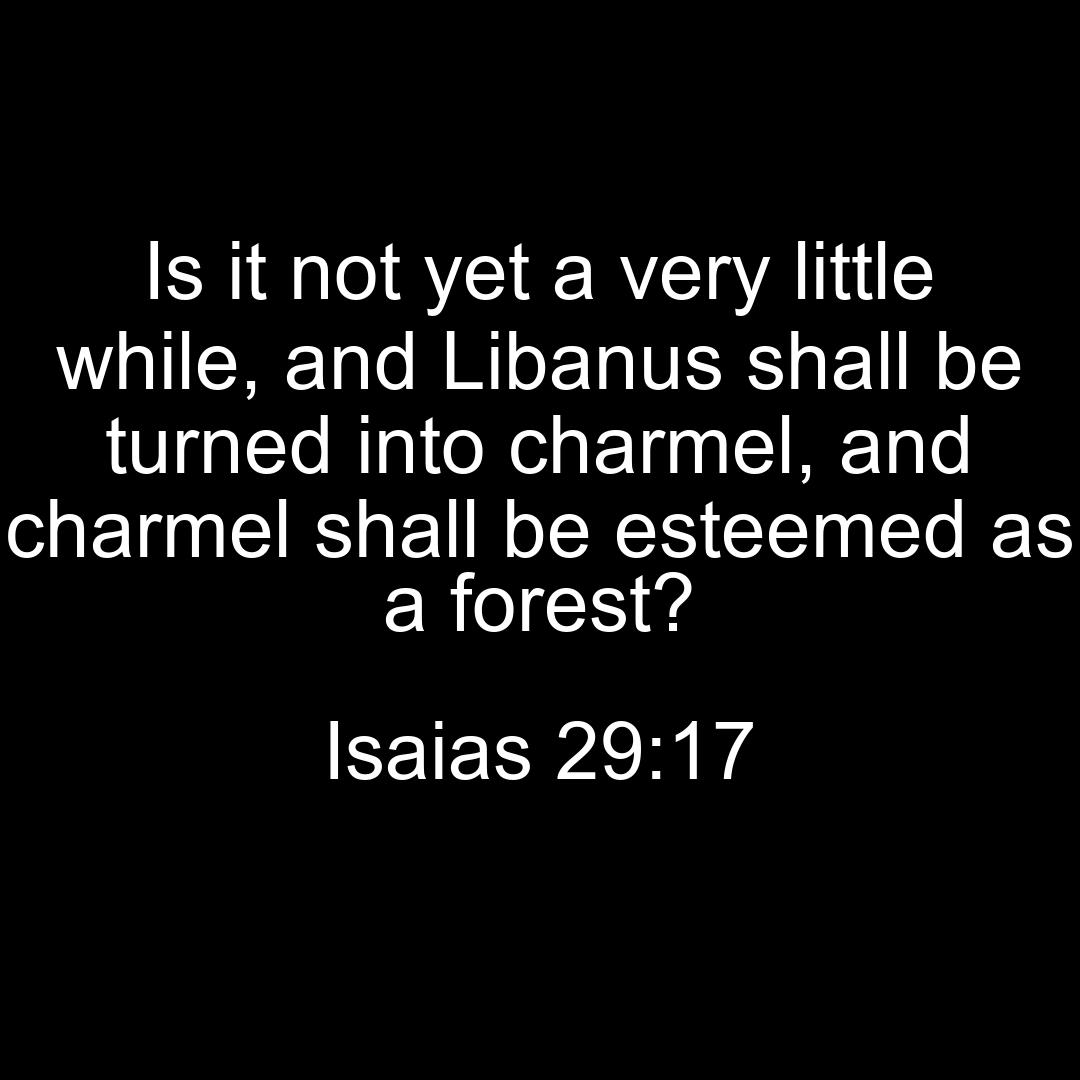 Is it not yet a very little
while, and Libanus shall be
turned into charmel, and
charmel shall be esteemed as
a forest?
Isaias 29:17